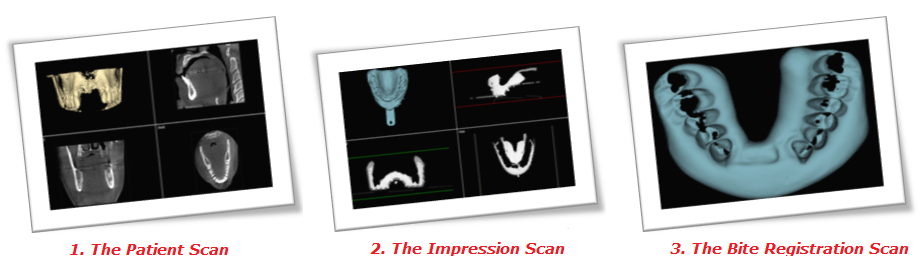 1. The Patient Scan
2. The Impression Scan
3. The Bite Registration Scan